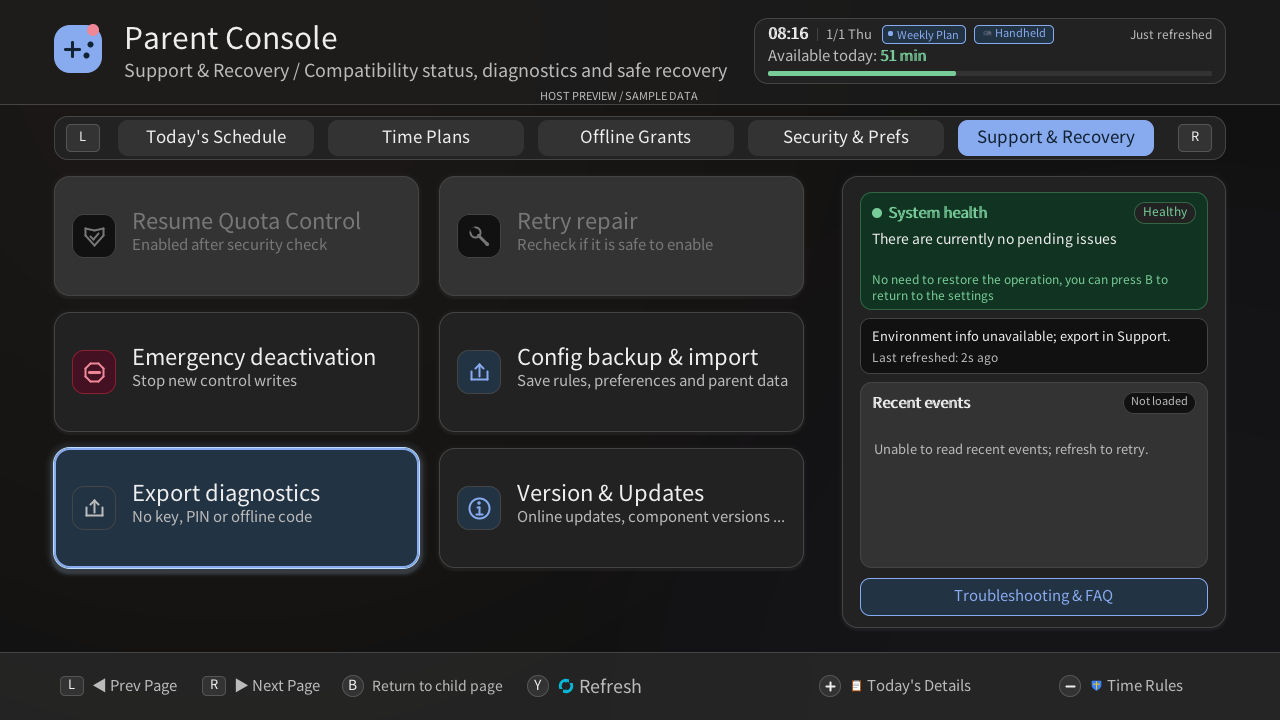 Parent Console
Support & Recovery / Compatibility status, diagnostics and safe recovery
08:16 1/1 Thu Weekly Plan Handheld Just refreshed
Available today: 51 min
HOST PREVIEW / SAMPLE DATA
L Today's Schedule Time Plans Offline Grants Security & Prefs Support & Recovery R
Resume Quota Control
Enabled after security check
Retry repair
Recheck if it is safe to enable
Emergency deactivation
Stop new control writes
Config backup & import
Save rules, preferences and parent data
Export diagnostics
No key, PIN or offline code
Version & Updates
Online updates, component versions ...
System health Healthy
There are currently no pending issues
No need to restore the operation, you can press B to
return to the settings
Environment info unavailable; export in Support.
Last refreshed: 2s ago
Recent events Not loaded
Unable to read recent events; refresh to retry.
Troubleshooting & FAQ
L ◀ Prev Page R ▶ Next Page B Return to child page Y Refresh + Today's Details − Time Rules